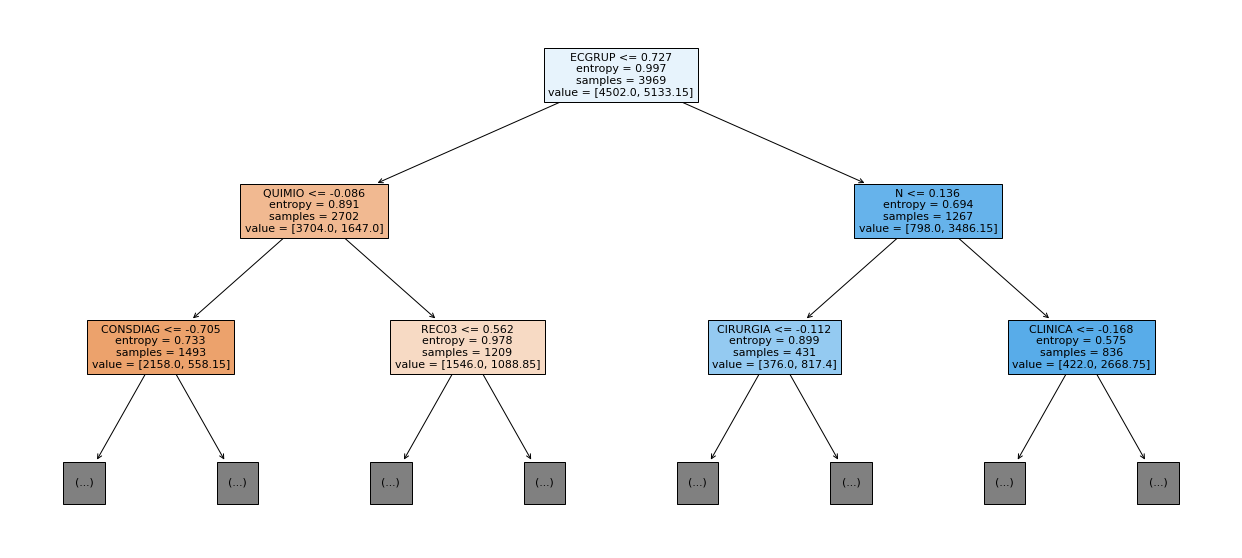 ECGRUP <= 0.727
entropy = 0.997
samples = 3969
value = [4502.0, 5133.15]
QUIMIO <= -0.086
entropy = 0.891
samples = 2702
value = [3704.0, 1647.0]
N <= 0.136
entropy = 0.694
samples = 1267
value = [798.0, 3486.15]
CONSDIAG <= -0.705
entropy = 0.733
samples = 1493
value = [2158.0, 558.15]
REC03 <= 0.562
entropy = 0.978
samples = 1209
value = [1546.0, 1088.85]
CIRURGIA <= -0.112
entropy = 0.899
samples = 431
value = [376.0, 817.4]
CLINICA <= -0.168
entropy = 0.575
samples = 836
value = [422.0, 2668.75]
(...)
(...)
(...)
(...)
(...)
(...)
(...)
(...)